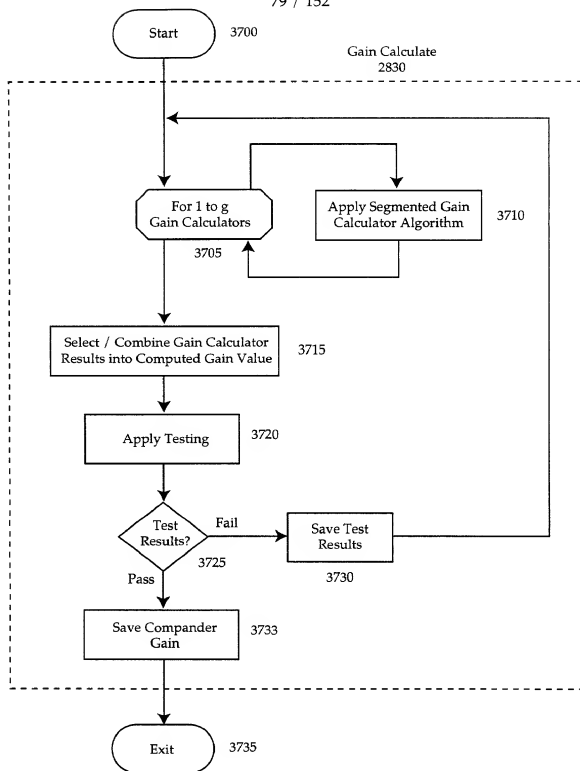 79 / 152
Start
3700
Gain Calculate
2830
For 1 to g
Gain Calculators
3705
Apply Segmented Gain
Calculator Algorithm
3710
Select / Combine Gain Calculator
Results into Computed Gain Value
3715
Apply Testing
3720
Test
Results?
Fail
3725
Pass
Save Test
Results
3730
Save Compander
Gain
3733
Exit
3735